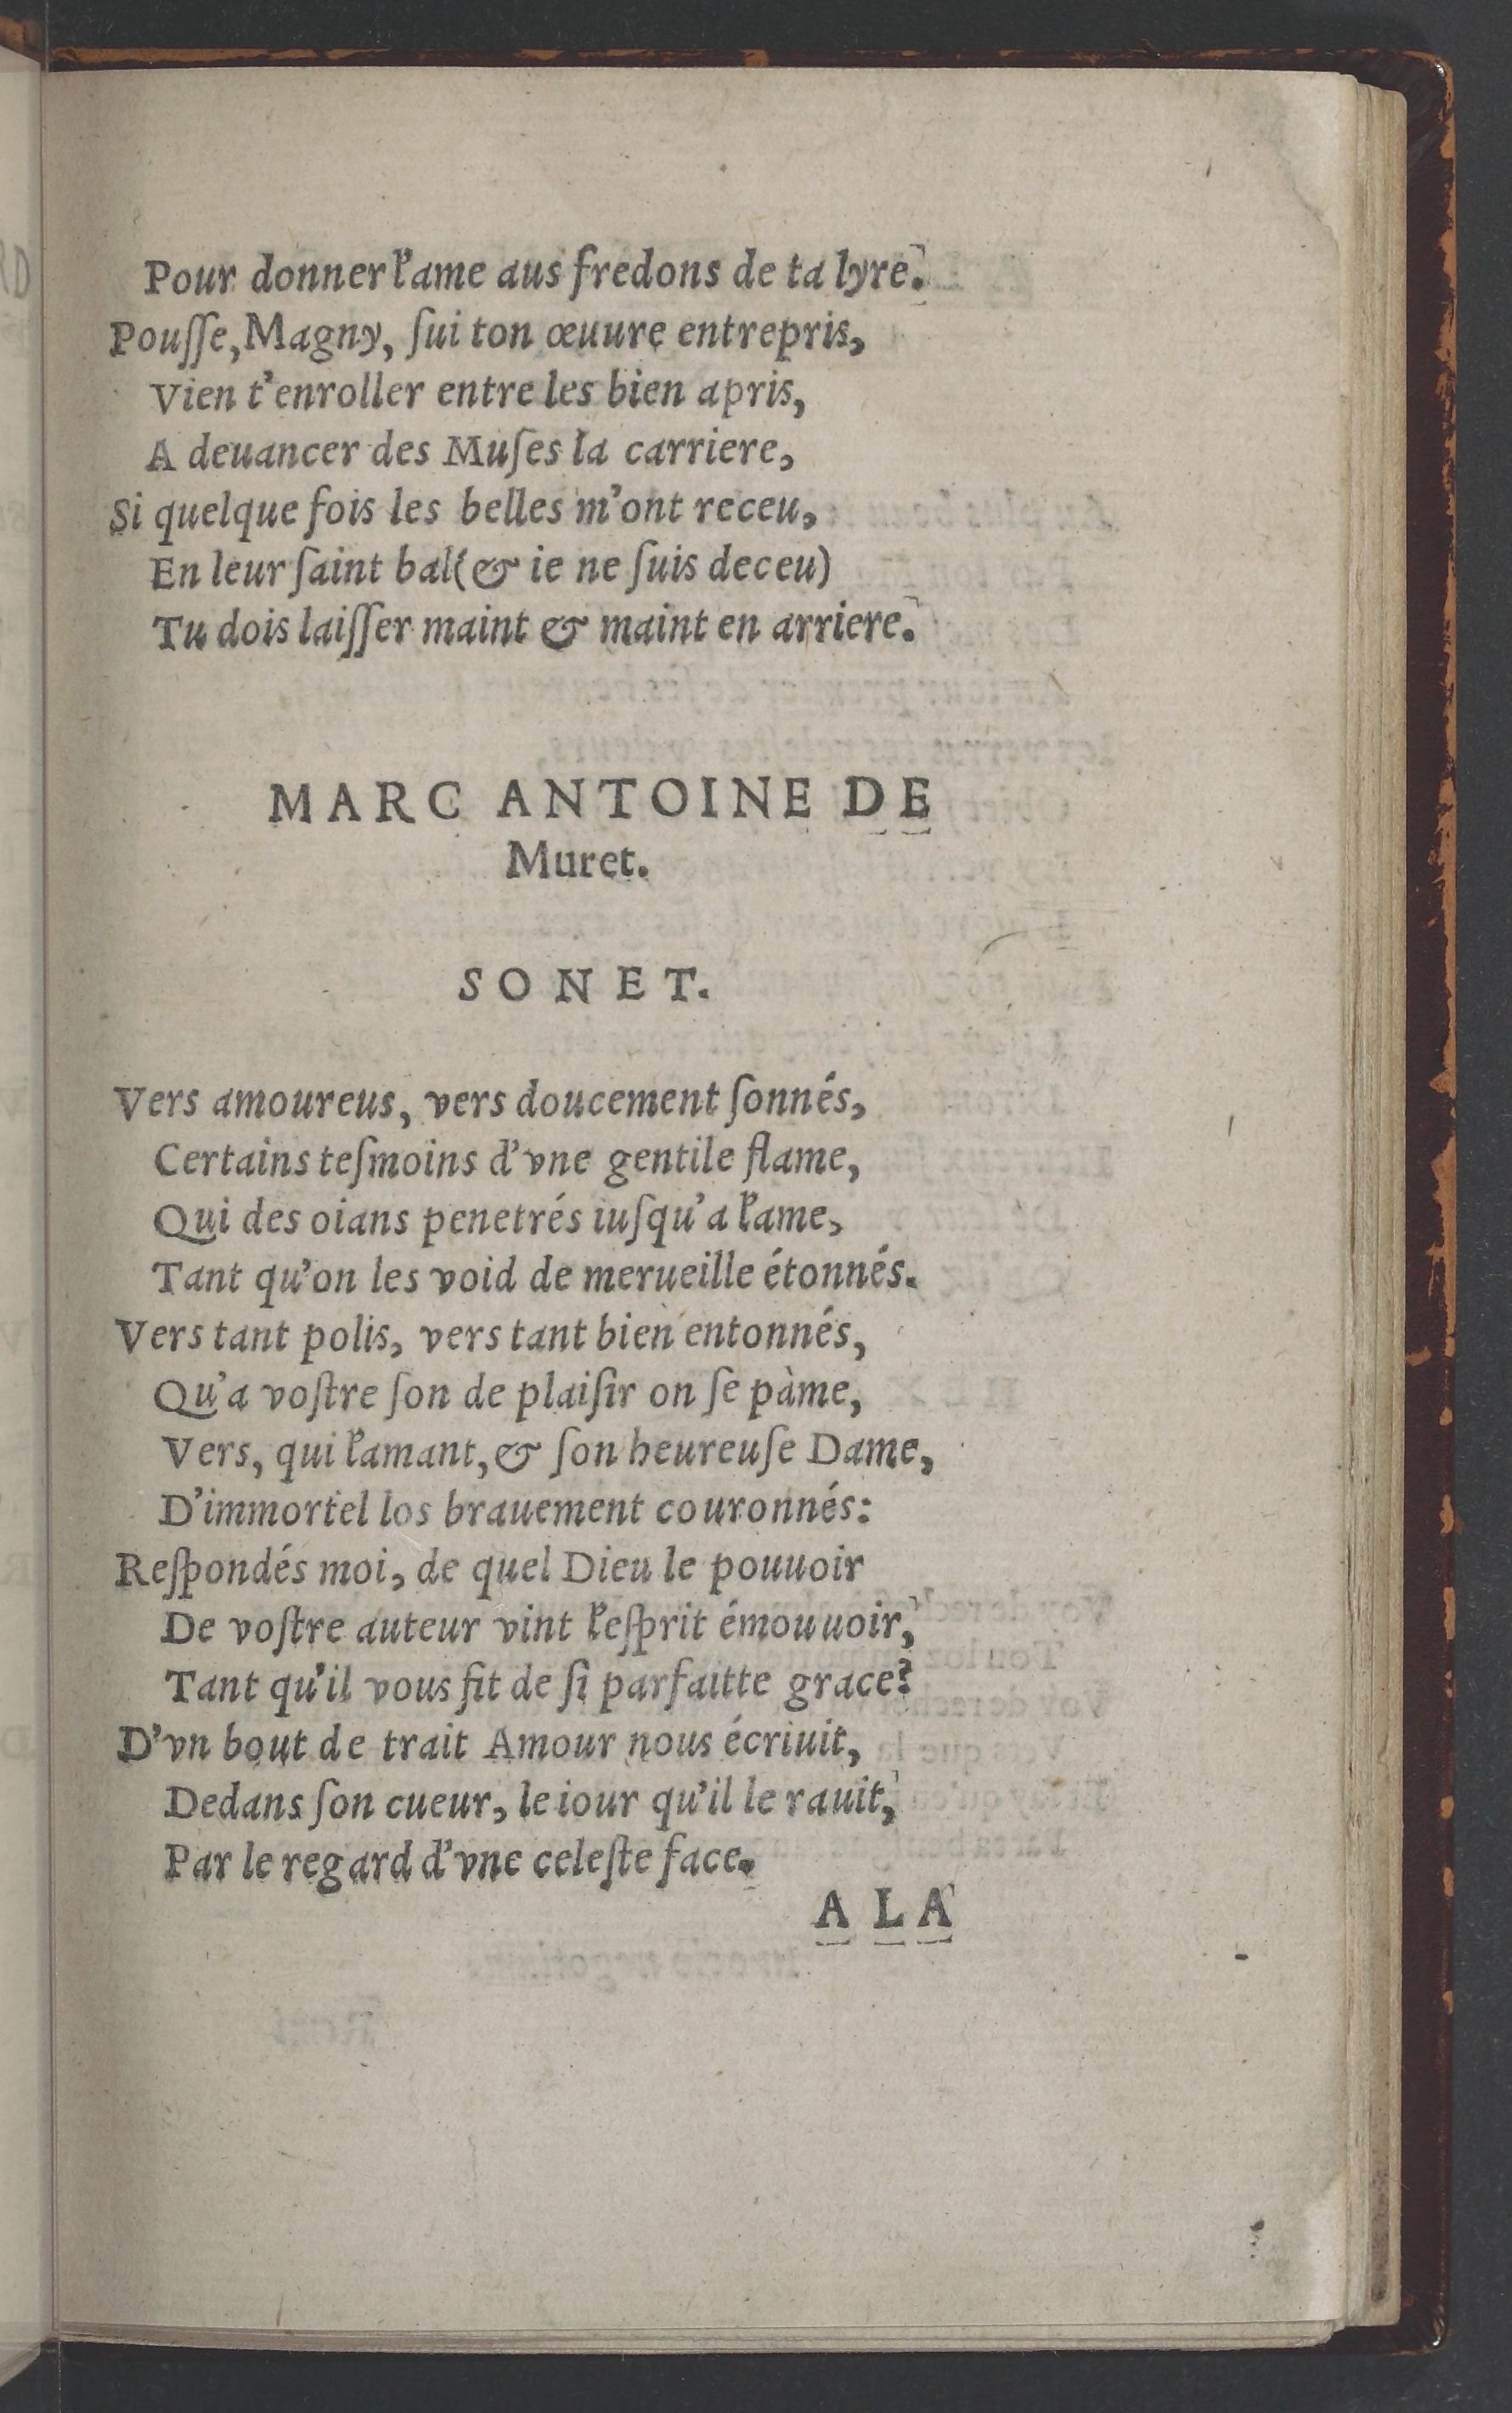 Pour donner l'ame aus fredons de ta lyre.
Pouſſe, Magny, ſui ton œuure entrepris,
Vien t'enroller entre les bien apris,
A deuancer des Muſes la carriere,
Si quelque fois les belles m'ont receu,
En leur ſaint bal (& ie ne ſuis deceu)
Tu dois laiſſer maint & maint en arriere.
MARC ANTOINE DE
Muret.
SONET.
Vers amoureus, vers doucement ſonnés,
Certains teſmoins d'vne gentile flame,
Qui des oians penetrés iuſqu'a l'ame,
Tant qu'on les void de merueille étonnés.
Vers tant polis, vers tant bien entonnés,
Qu'a voſtre ſon de plaiſir on ſe pàme,
Vers, qui l'amant, & ſon heureuſe Dame,
D'immortel los brauement couronnés:
Reſpondés moi, de quel Dieu le pouuoir
De voſtre auteur vint l'eſprit émouuoir,
Tant qu'il vous fit de ſi parfaitte grace?
D'vn bout de trait Amour nous écriuit,
Dedans ſon cueur, le iour qu'il le rauit,
Par le regard d'vne celeſte face.
A LA